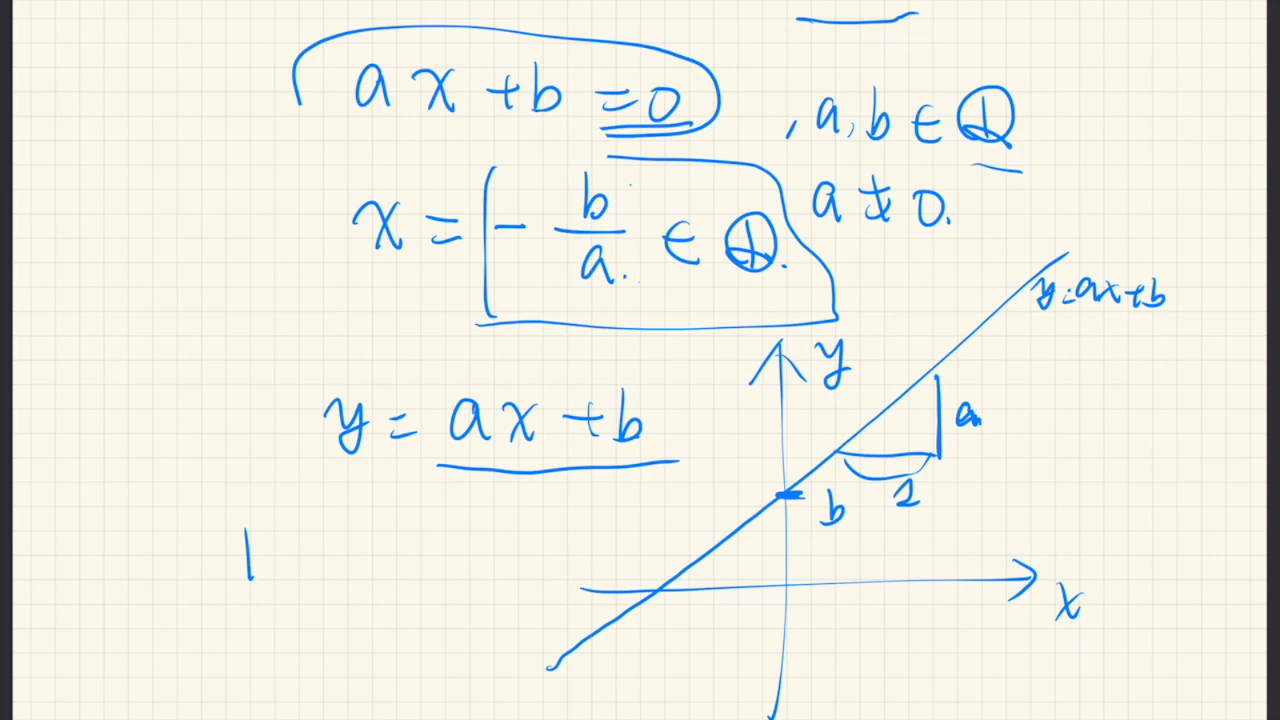 ax+b=0
, a, b ∈ ℚ
x = - b/a ∈ ℚ.
a ≠ 0.
y=ax+b
y
y = ax+b
a
1
b
x